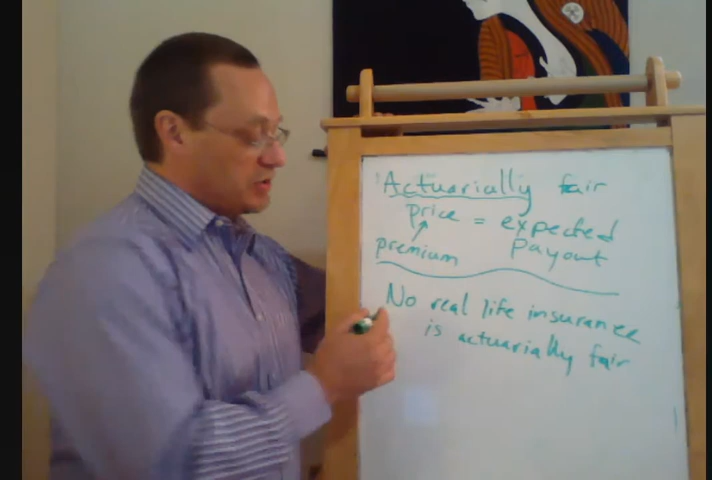 Actuarially fair
price = expected
premium payout
No real life insurance
is actuarially fair